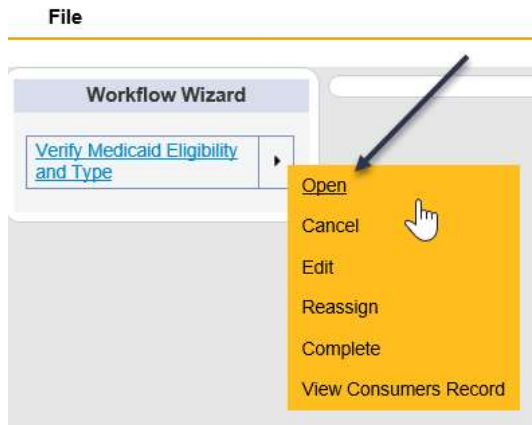 File
Workflow Wizard
Verify Medicaid Eligibility
and Type
Open
Cancel
Edit
Reassign
Complete
View Consumers Record